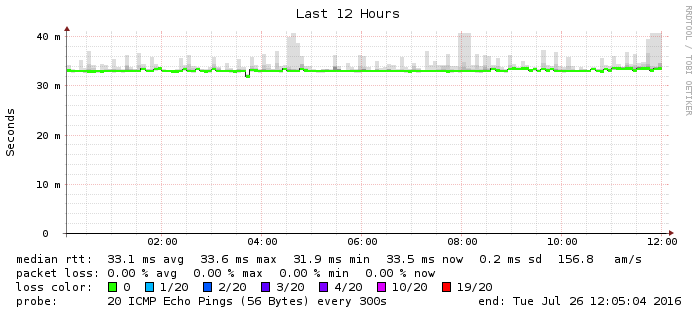 Last 12 Hours
RRDTOOL / TOBI OETIKER
Seconds
40 m
30 m
20 m
10 m
0
02:00 04:00 06:00 08:00 10:00 12:00
median rtt: 33.1 ms avg 33.6 ms max 31.9 ms min 33.5 ms now 0.2 ms sd 156.8 am/s
packet loss: 0.00 % avg 0.00 % max 0.00 % min 0.00 % now
loss color: 0 1/20 2/20 3/20 4/20 10/20 19/20
probe: 20 ICMP Echo Pings (56 Bytes) every 300s end: Tue Jul 26 12:05:04 2016